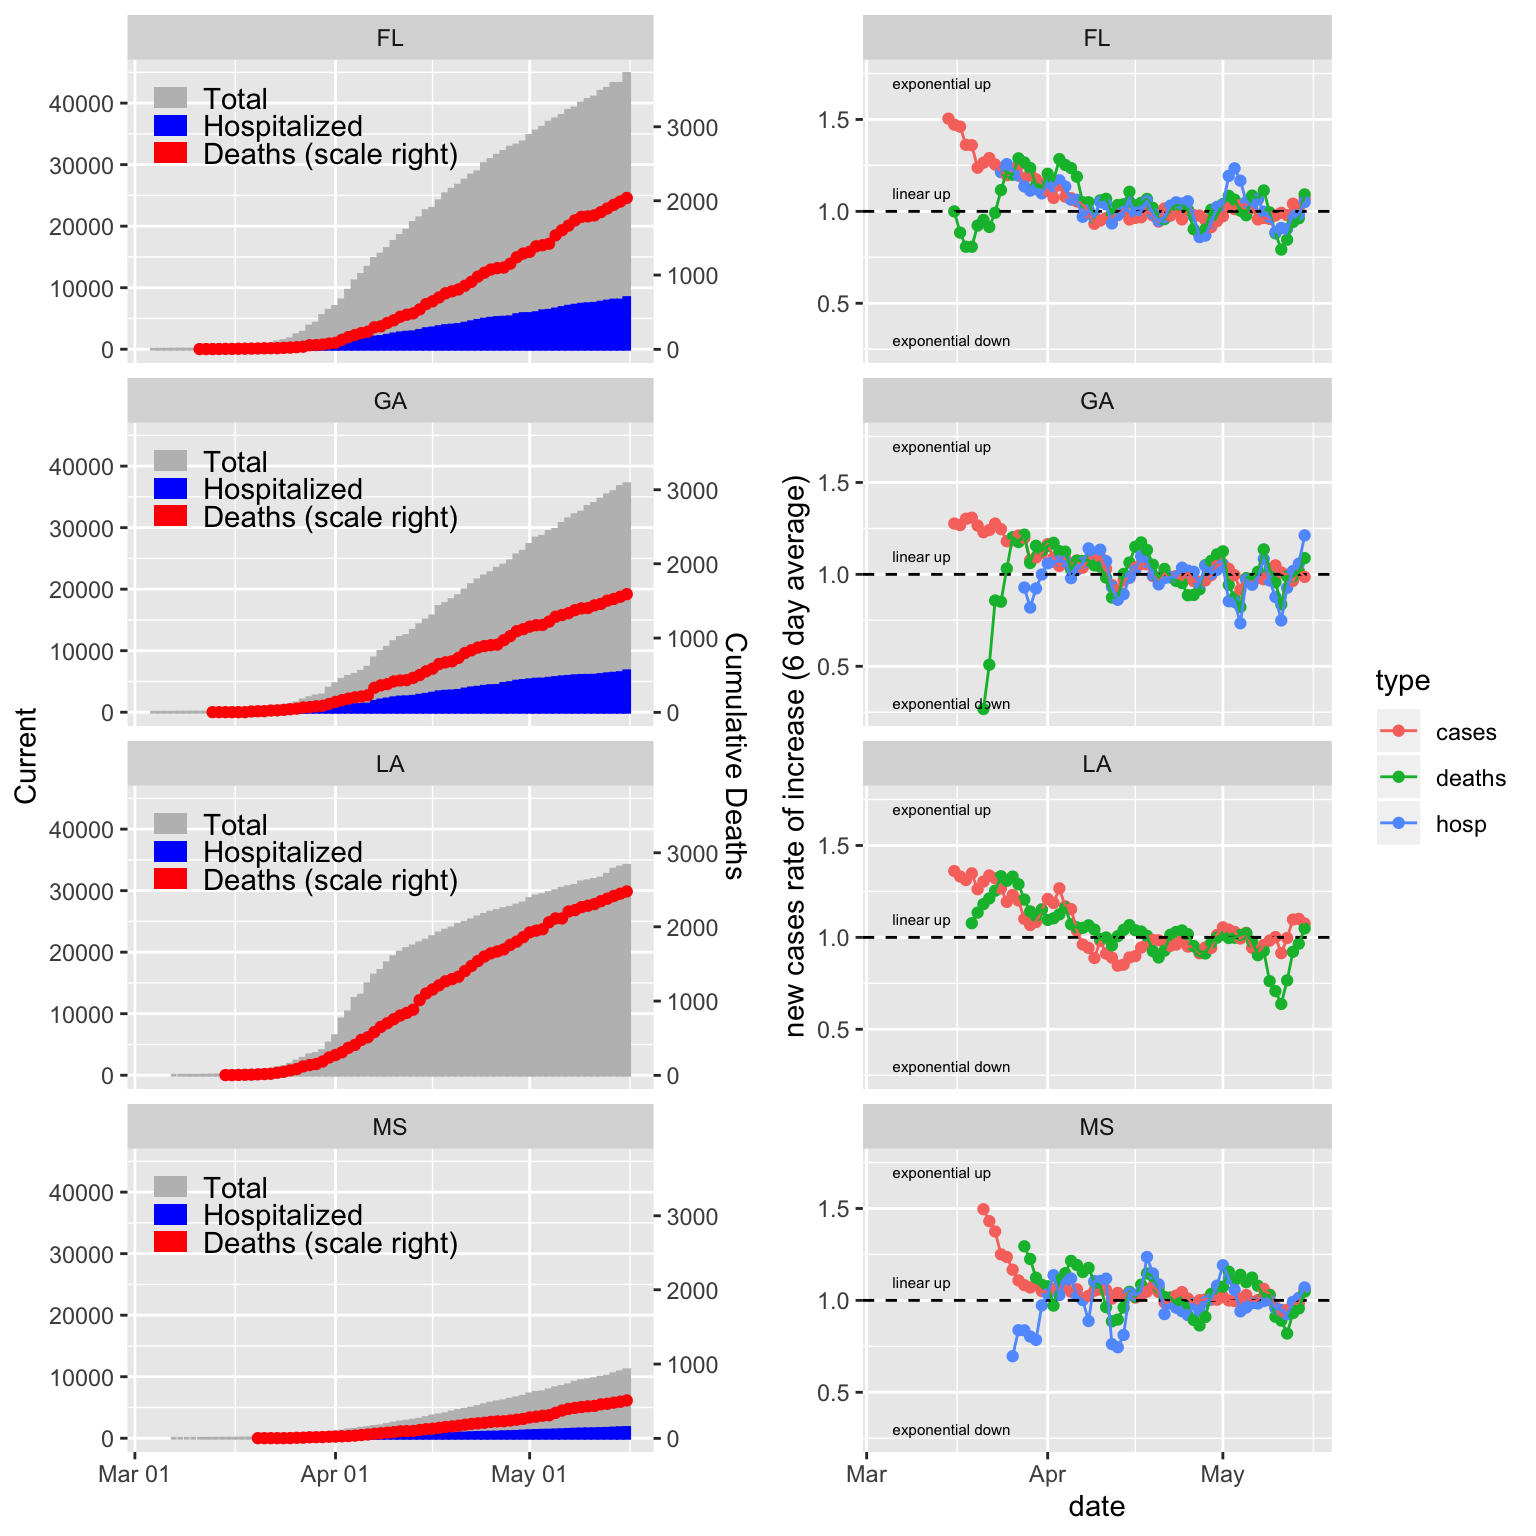 FL
40000
30000
20000
10000
0
Total
Hospitalized
Deaths (scale right)
3000
2000
1000
0
GA
40000
30000
20000
10000
0
Total
Hospitalized
Deaths (scale right)
3000
2000
1000
0
LA
40000
30000
20000
10000
0
Total
Hospitalized
Deaths (scale right)
3000
2000
1000
0
MS
40000
30000
20000
10000
0
Total
Hospitalized
Deaths (scale right)
3000
2000
1000
0
Mar 01
Apr 01
May 01
Current
Cumulative Deaths
FL
1.5
1.0
0.5
exponential up
linear up
exponential down
GA
1.5
1.0
0.5
exponential up
linear up
exponential down
LA
1.5
1.0
0.5
exponential up
linear up
exponential down
MS
1.5
1.0
0.5
exponential up
linear up
exponential down
Mar
Apr
May
date
new cases rate of increase (6 day average)
type
cases
deaths
hosp